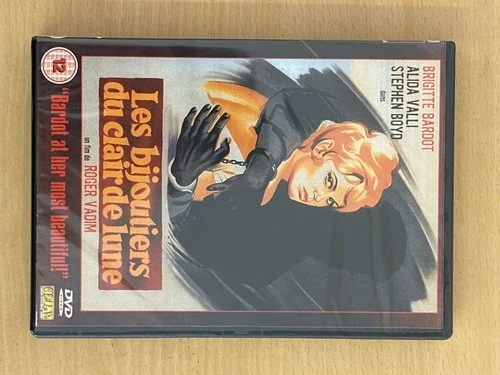 BRIGITTE BARDOT
ALIDA VALLI
STEPHEN BOYD
dans
Les bijoutiers
du clair de lune
un film de ROGER VADIM
"Bardot at her most beautiful!"
12
DVD